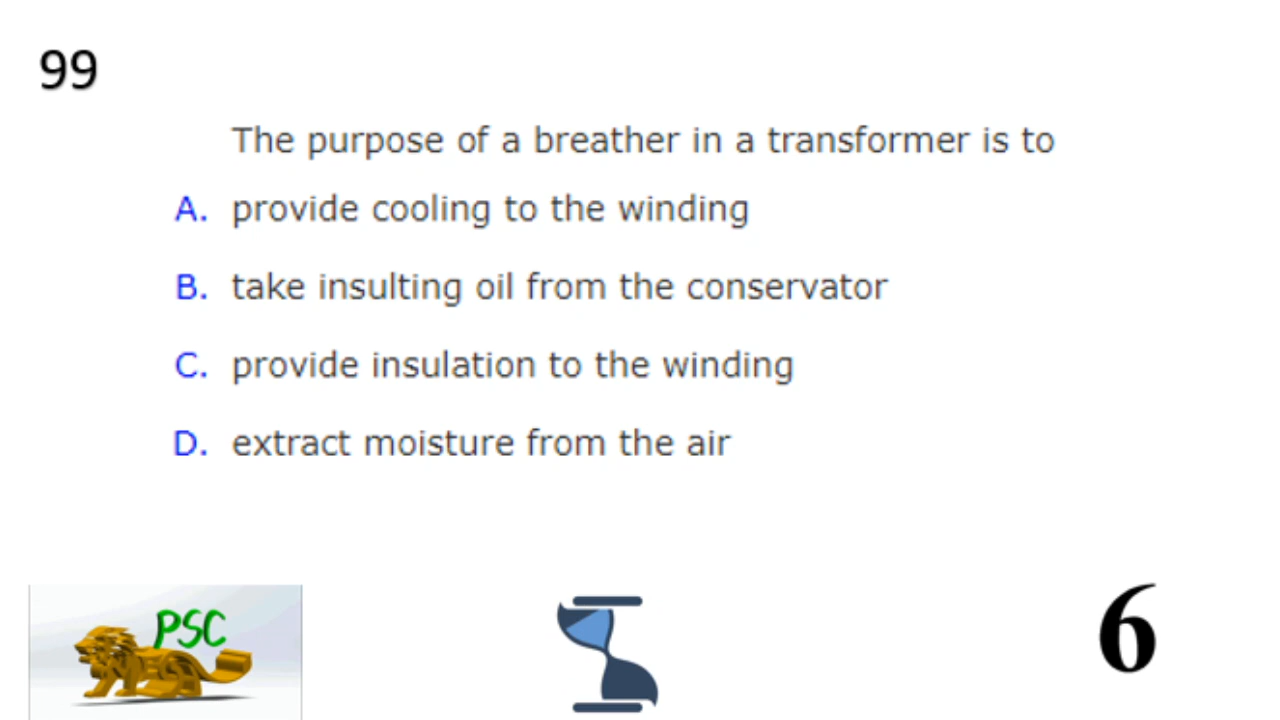 99
The purpose of a breather in a transformer is to
A. provide cooling to the winding
B. take insulting oil from the conservator
C. provide insulation to the winding
D. extract moisture from the air
PSC
6